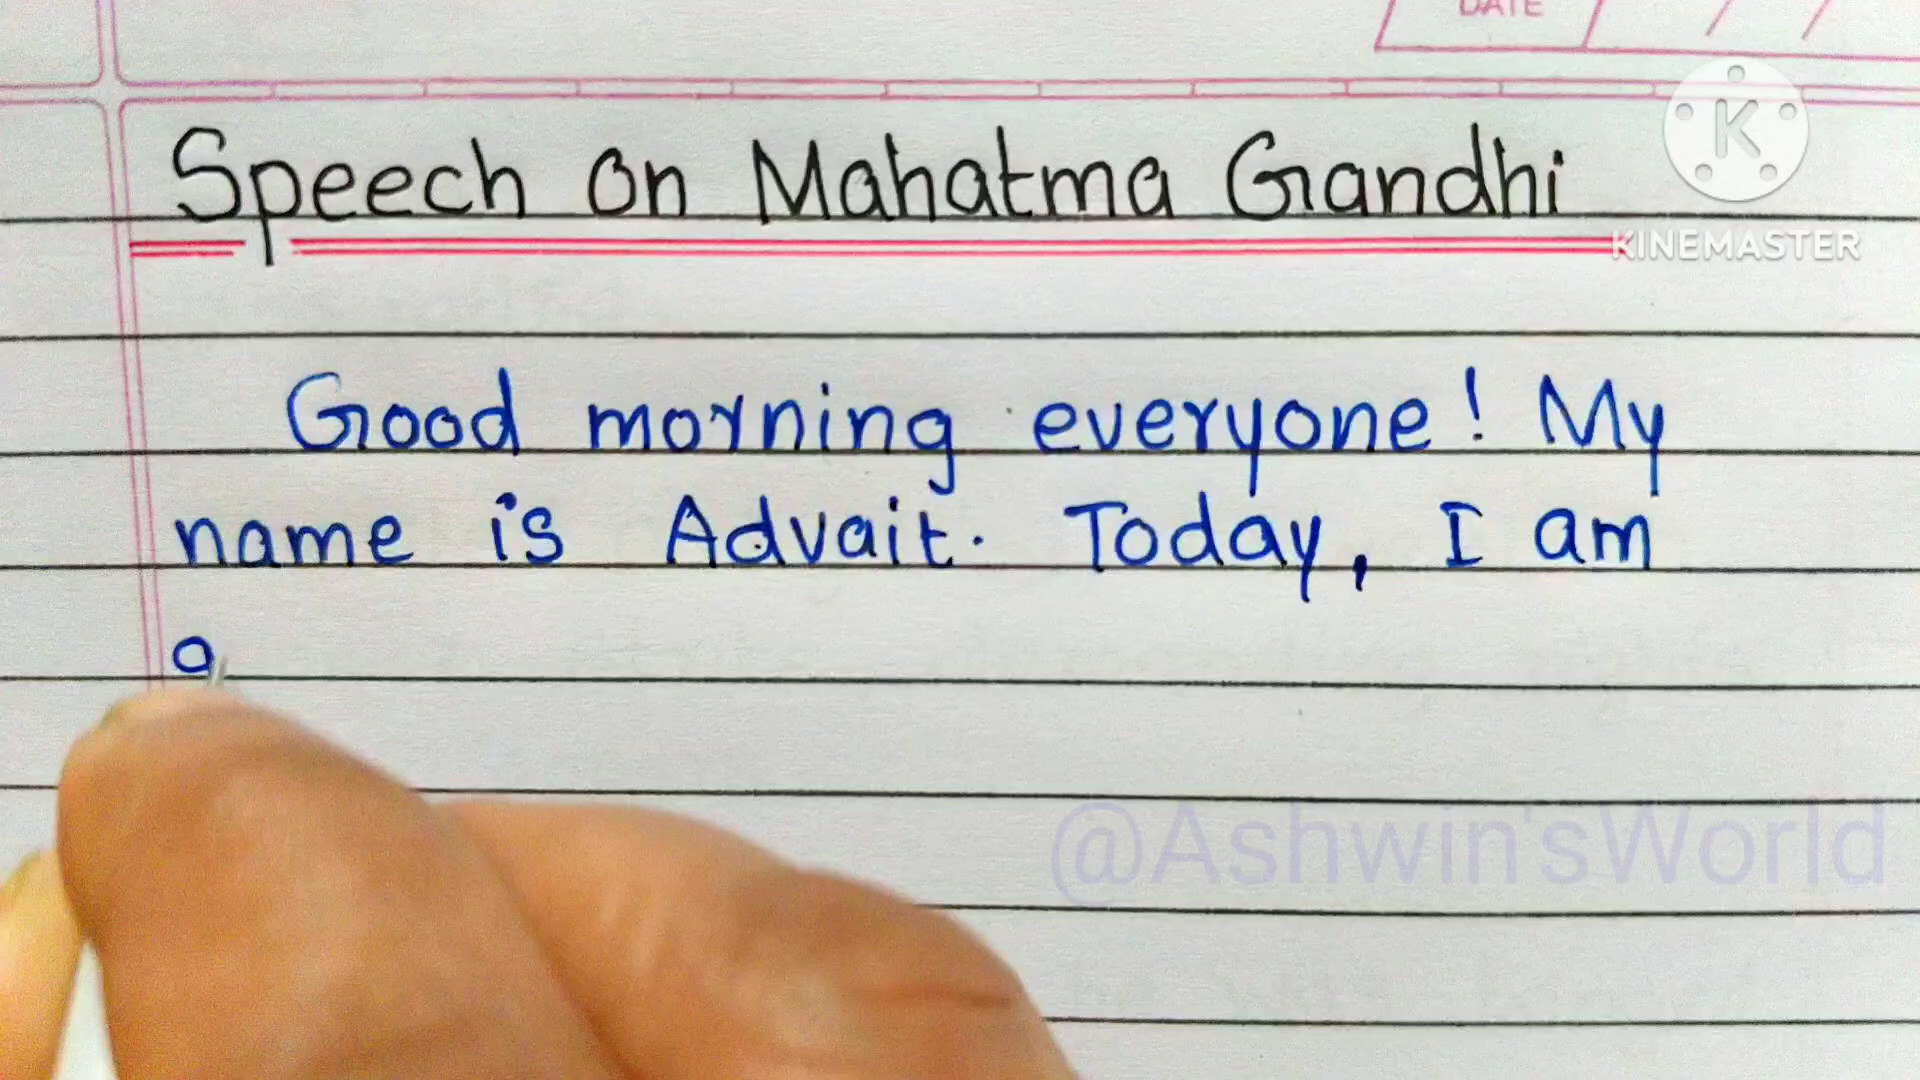 DATE
Speech on Mahatma Gandhi
KINEMASTER
Good morning everyone! My
name is Advait. Today, I am
@Ashwin'sWorld